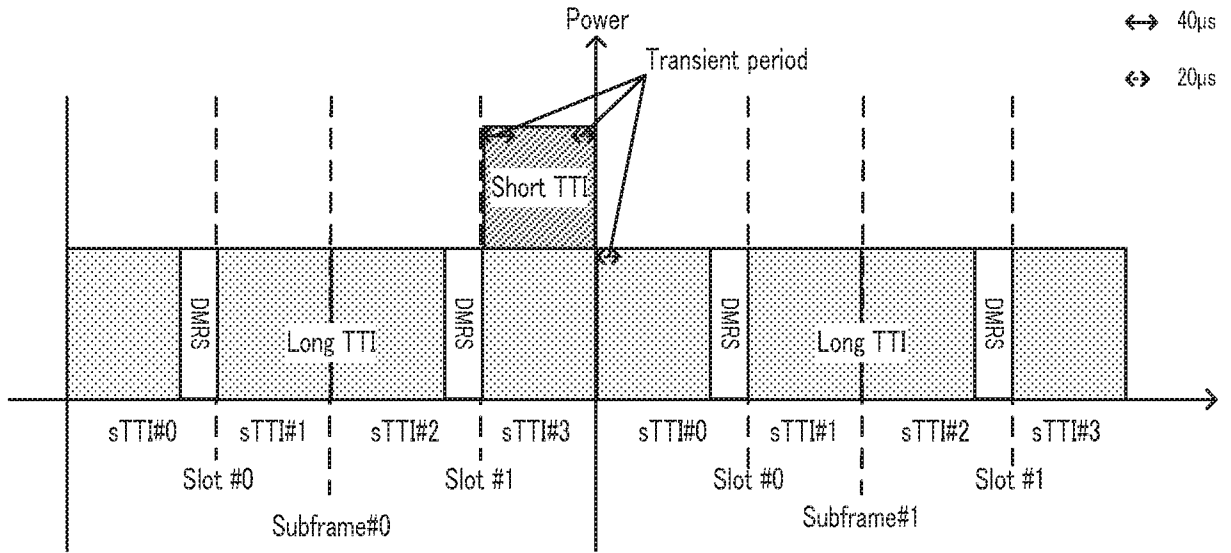 Power
40μs
Transient period
20μs
Short TTI
DMRS
Long TTI
DMRS
DMRS
Long TTI
DMRS
sTTI#0 sTTI#1 sTTI#2 sTTI#3 sTTI#0 sTTI#1 sTTI#2 sTTI#3
Slot #0 Slot #1 Slot #0 Slot #1
Subframe#0 Subframe#1